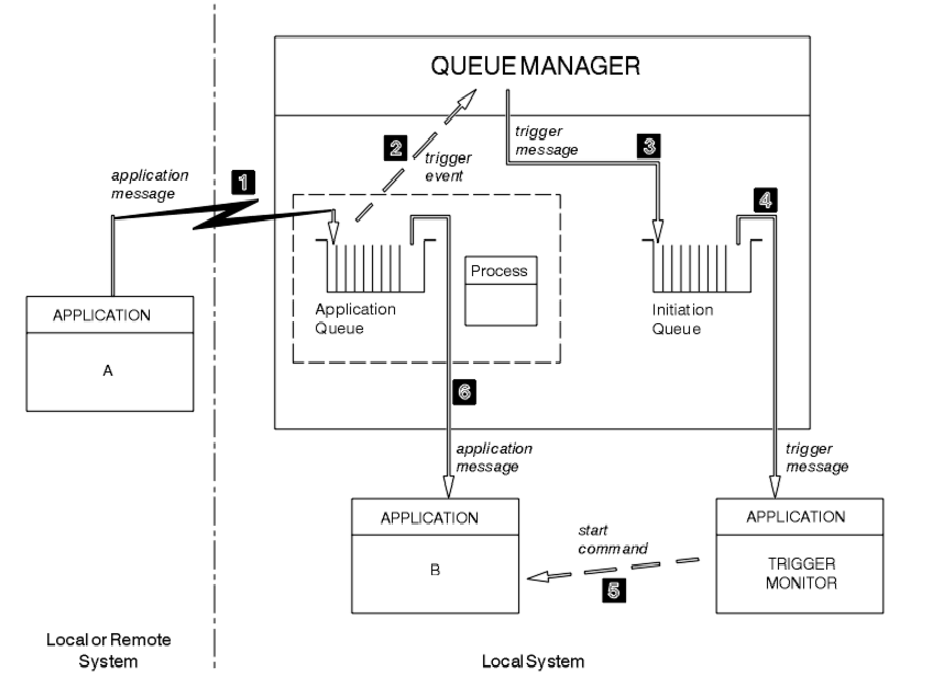 QUEUE MANAGER
trigger
message
3
2
trigger
event
application
message
1
4
Process
Application
Queue
Initiation
Queue
APPLICATION
A
6
application
message
trigger
message
APPLICATION
B
start
command
5
APPLICATION
TRIGGER
MONITOR
Local or Remote
System
Local System